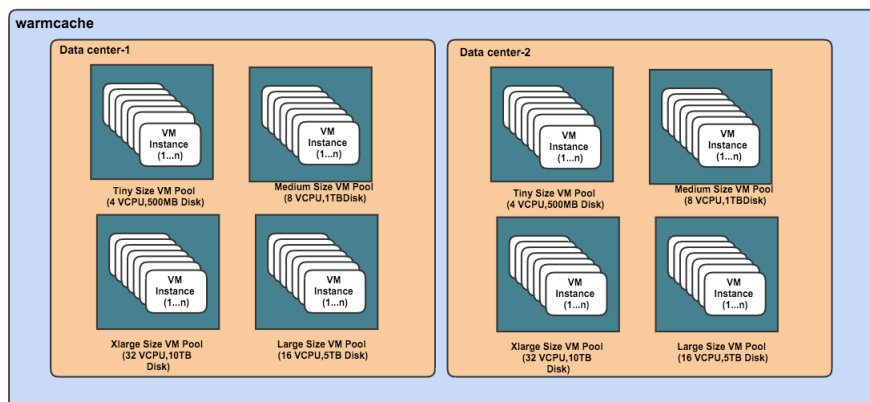 warmcache
Data center-1
VM
Instance
(1...n)
Tiny Size VM Pool
(4 VCPU,500MB Disk)
VM
Instance
(1...n)
Medium Size VM Pool
(8 VCPU,1TBDisk)
VM
Instance
(1...n)
Xlarge Size VM Pool
(32 VCPU,10TB
Disk)
VM
Instance
(1...n)
Large Size VM Pool
(16 VCPU,5TB Disk)
Data center-2
VM
Instance
(1...n)
Tiny Size VM Pool
(4 VCPU,500MB Disk)
VM
Instance
(1...n)
Medium Size VM Pool
(8 VCPU,1TBDisk)
VM
Instance
(1...n)
Xlarge Size VM Pool
(32 VCPU,10TB
Disk)
VM
Instance
(1...n)
Large Size VM Pool
(16 VCPU,5TB Disk)